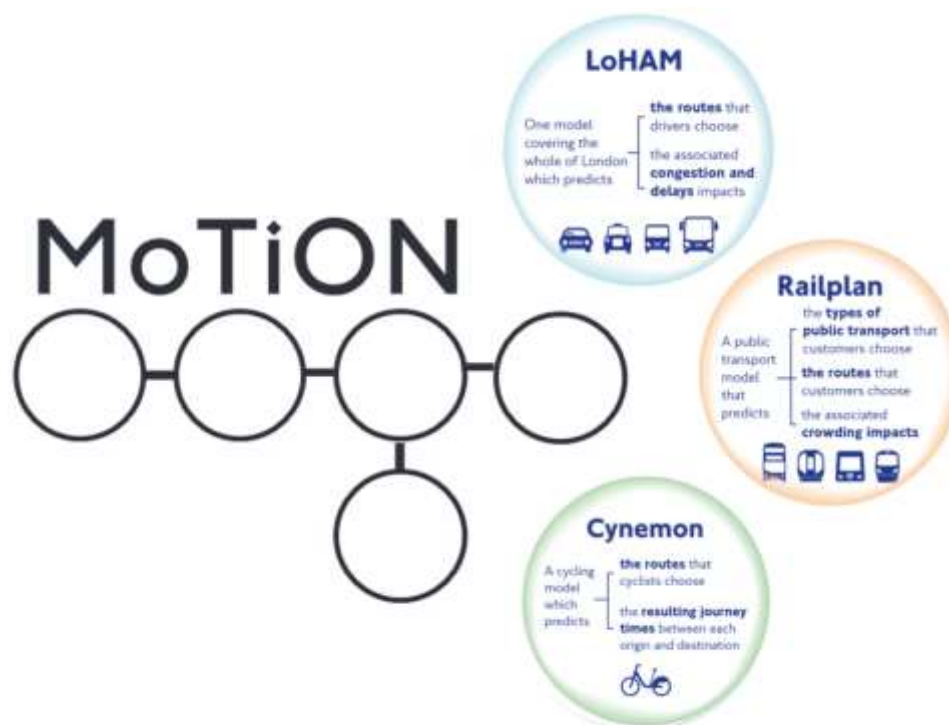 MoTiON
LoHAM
One model
covering the
whole of London
which predicts
the routes that
drivers choose
the associated
congestion and
delays impacts
Railplan
A public
transport
model
that
predicts
the types of
public transport that
customers choose
the routes that
customers choose
the associated
crowding impacts
Cynemon
A cycling
model
which
predicts
the routes that
cyclists choose
the resulting journey
times between each
origin and destination